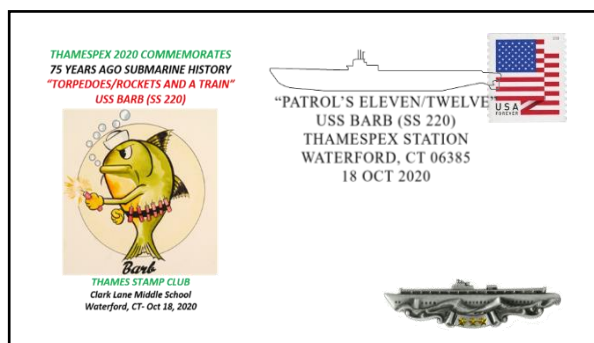 THAMESPEX 2020 COMMEMORATES
75 YEARS AGO SUBMARINE HISTORY
"TORPEDOES/ROCKETS AND A TRAIN"
USS BARB (SS 220)
Barb
THAMES STAMP CLUB
Clark Lane Middle School
Waterford, CT- Oct 18, 2020
"PATROL'S ELEVEN/TWELVE"
USS BARB (SS 220)
THAMESPEX STATION
WATERFORD, CT 06385
18 OCT 2020
USA
FOREVER